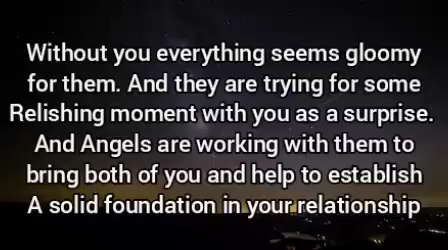 Without you everything seems gloomy
for them. And they are trying for some
Relishing moment with you as a surprise.
And Angels are working with them to
bring both of you and help to establish
A solid foundation in your relationship